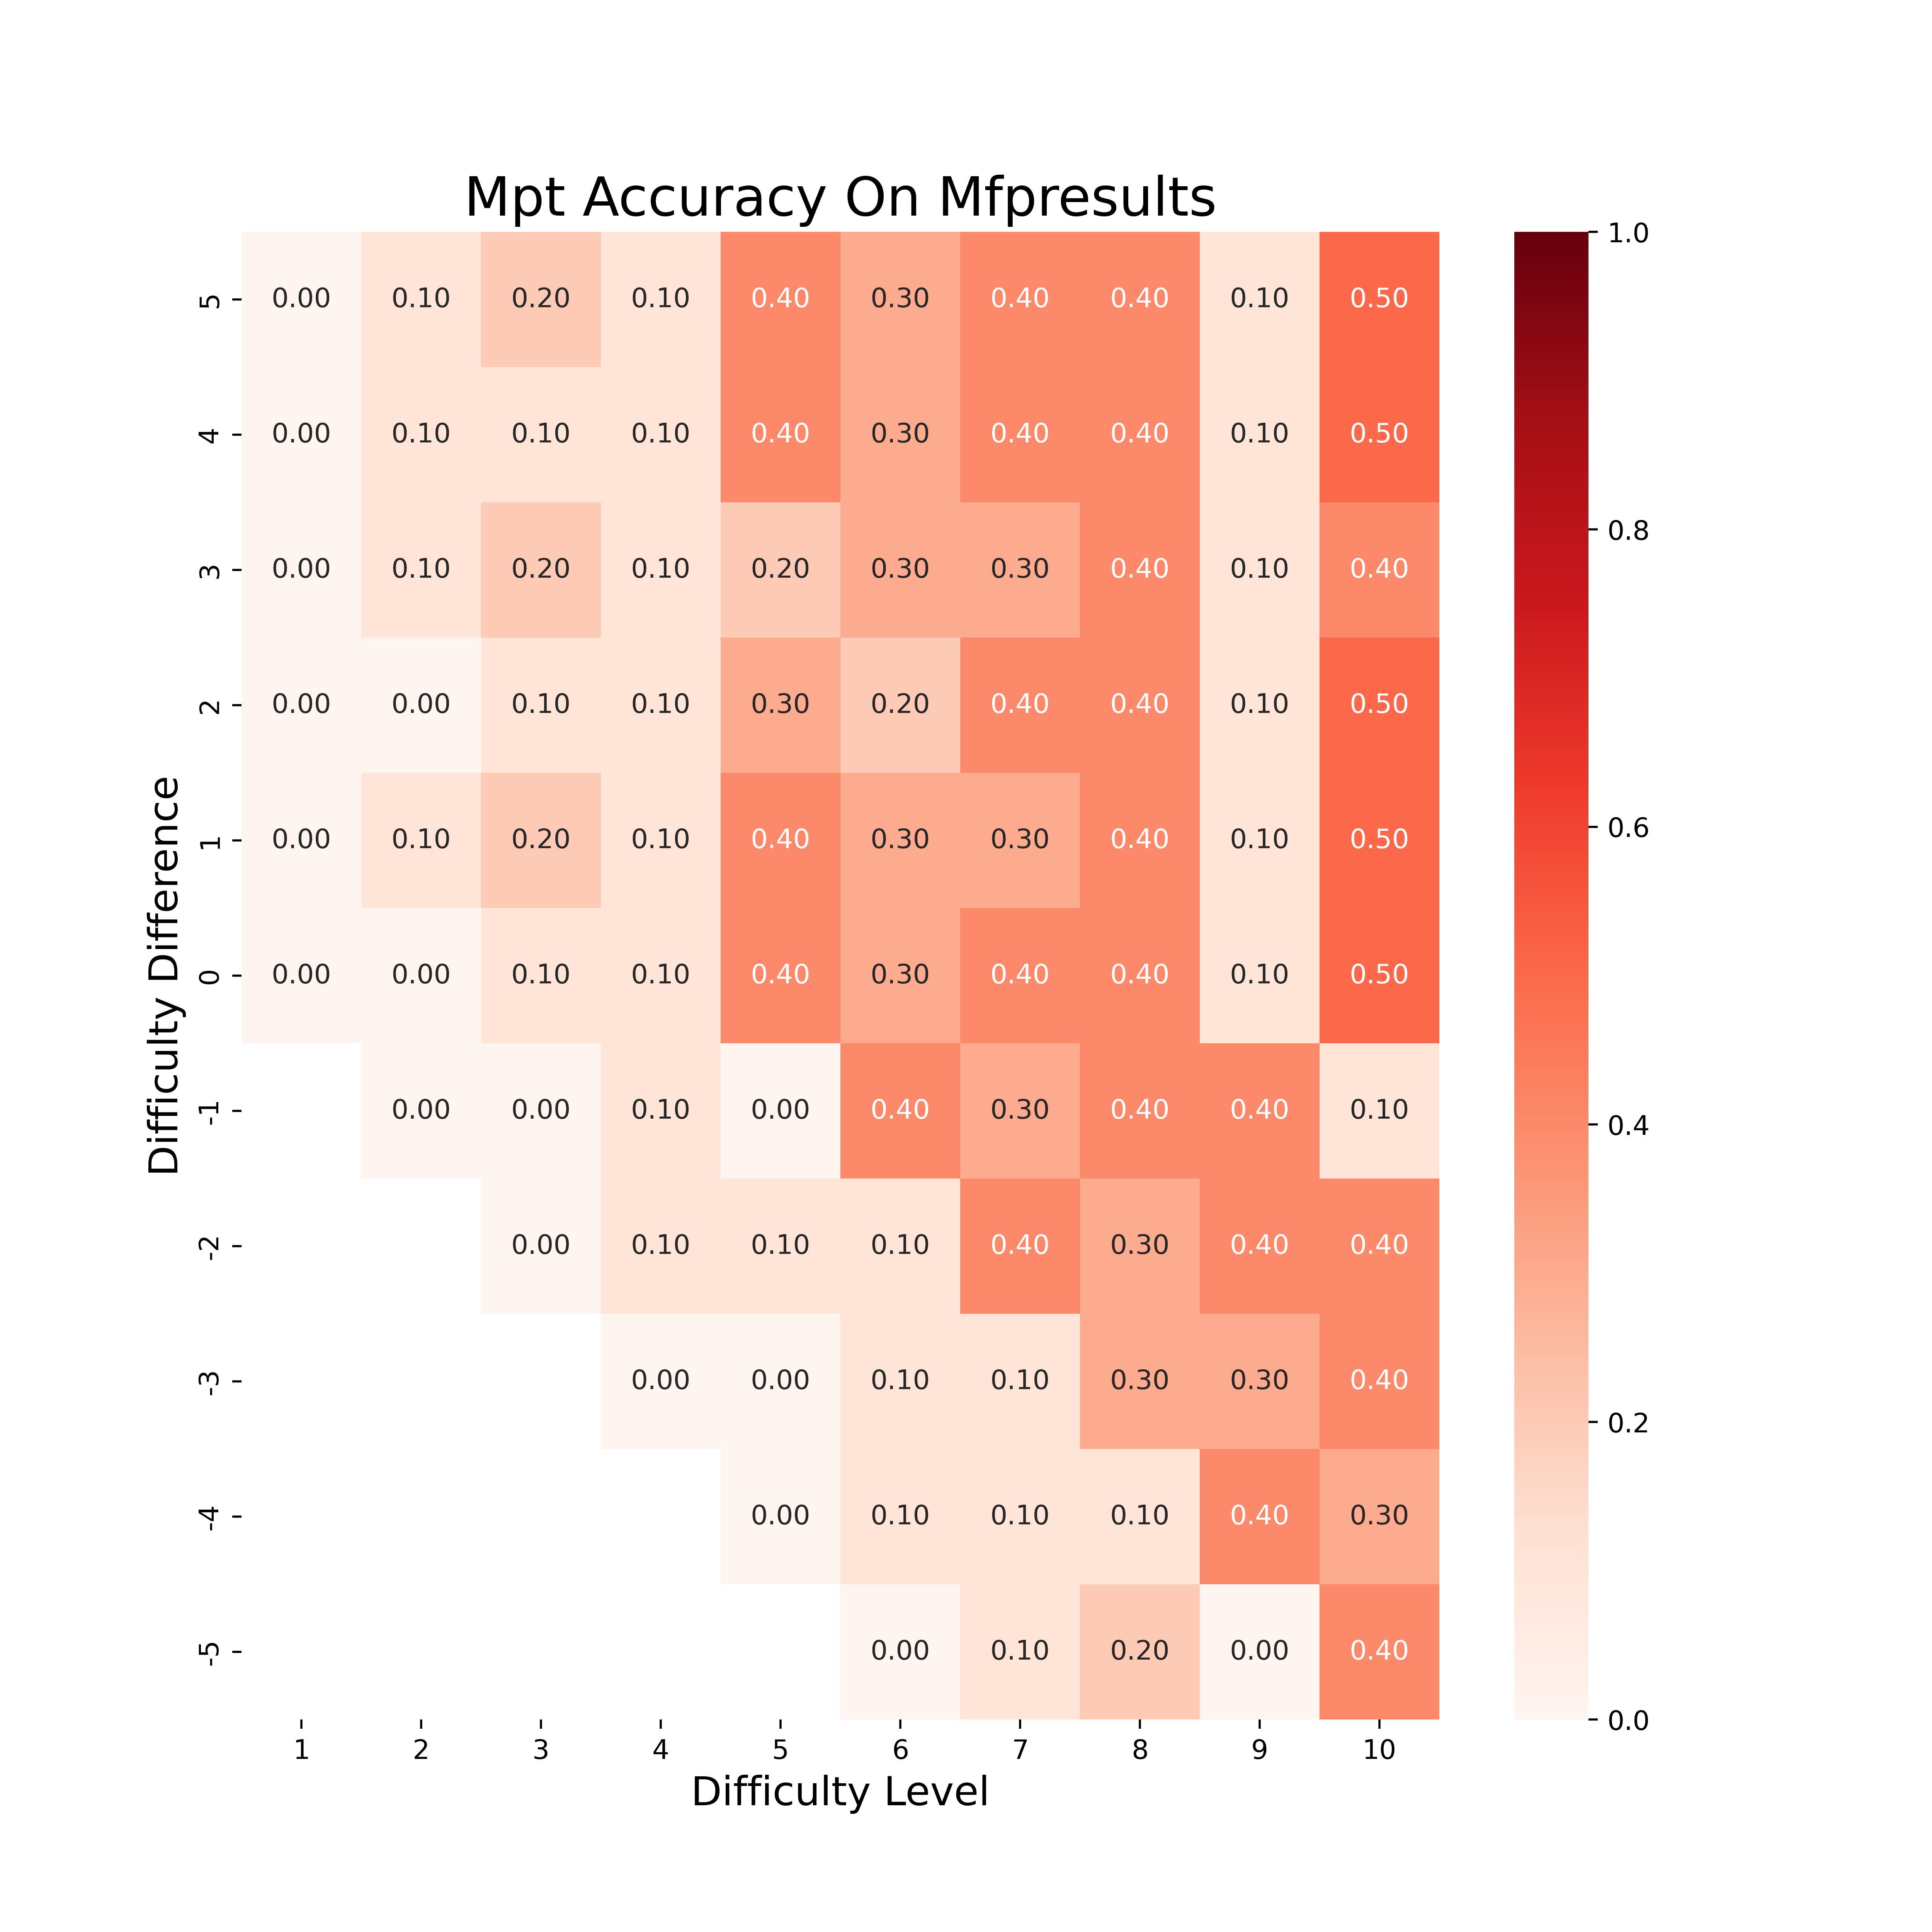 Mpt Accuracy On Mfpresults
5 0.00 0.10 0.20 0.10 0.40 0.30 0.40 0.40 0.10 0.50
4 0.00 0.10 0.10 0.10 0.40 0.30 0.40 0.40 0.10 0.50
3 0.00 0.10 0.20 0.10 0.20 0.30 0.30 0.40 0.10 0.40
2 0.00 0.00 0.10 0.10 0.30 0.20 0.40 0.40 0.10 0.50
1 0.00 0.10 0.20 0.10 0.40 0.30 0.30 0.40 0.10 0.50
0 0.00 0.00 0.10 0.10 0.40 0.30 0.40 0.40 0.10 0.50
-1 0.00 0.00 0.10 0.00 0.40 0.30 0.40 0.40 0.10
-2 0.00 0.10 0.10 0.10 0.40 0.30 0.40 0.40
-3 0.00 0.00 0.10 0.10 0.30 0.30 0.40
-4 0.00 0.10 0.10 0.10 0.40 0.30
-5 0.00 0.10 0.20 0.00 0.40
1 2 3 4 5 6 7 8 9 10
Difficulty Level
Difficulty Difference
1.0
0.8
0.6
0.4
0.2
0.0